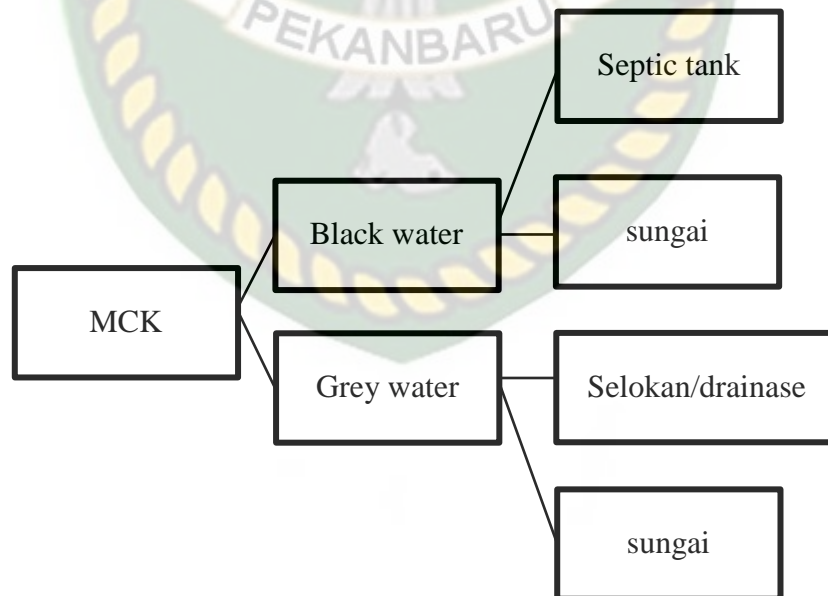 PEKANBARU
Septic tank
Black water
sungai
MCK
Grey water
Selokan/drainase
sungai